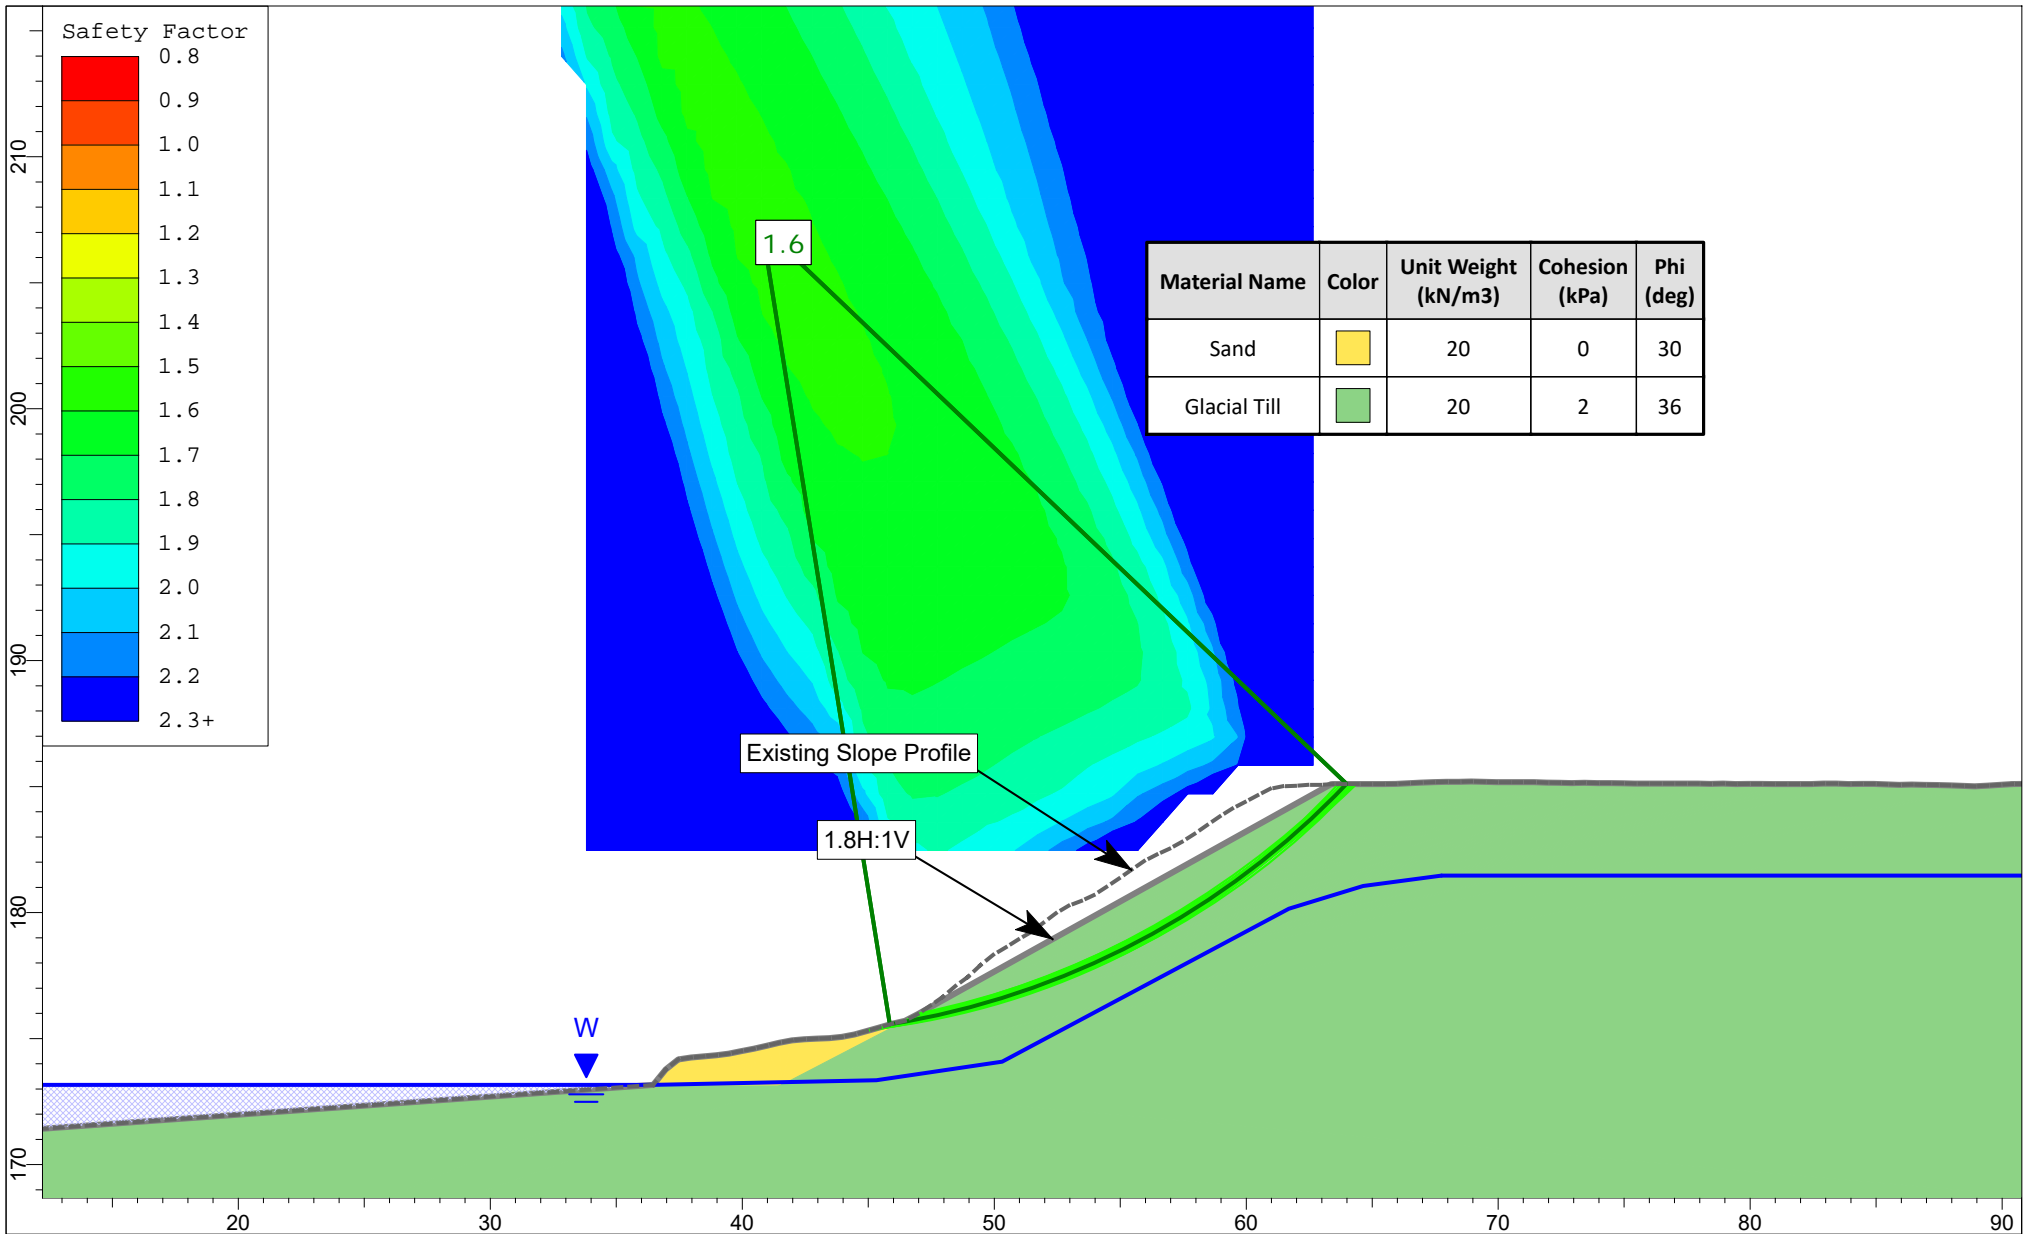 Safety Factor
0.8
0.9
1.0
1.1
1.2
1.3
1.4
1.5
1.6
1.7
1.8
1.9
2.0
2.1
2.2
2.3+
1.6
Material Name Color Unit Weight (kN/m3) Cohesion (kPa) Phi (deg)
Sand 20 0 30
Glacial Till 20 2 36
Existing Slope Profile
1.8H:1V
W
210
200
190
180
170
20 30 40 50 60 70 80 90